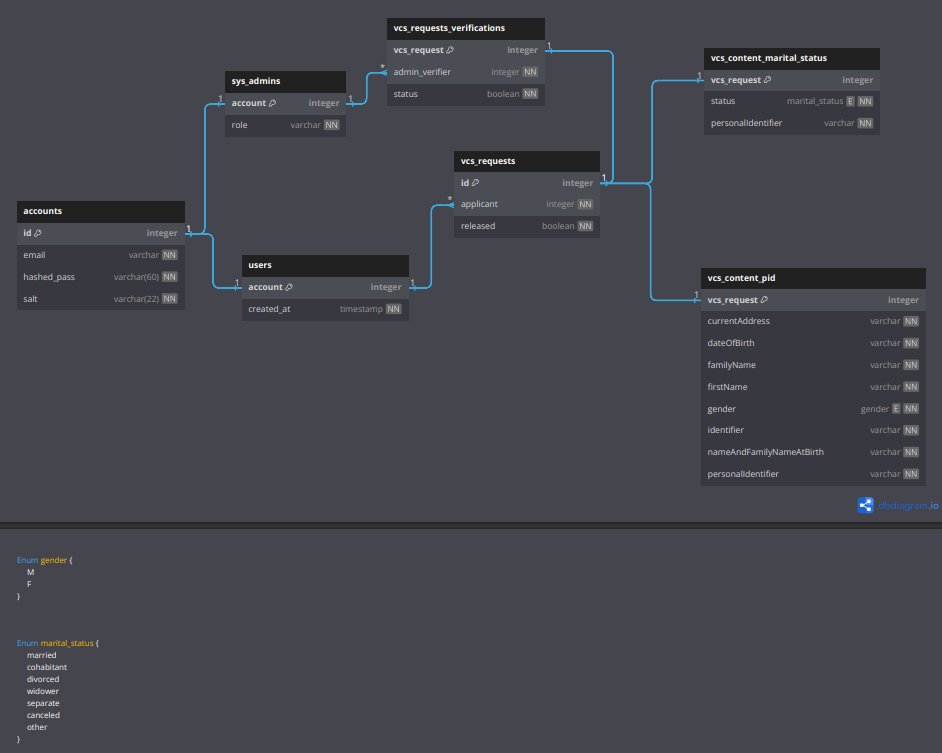 vcs_requests_verifications
vcs_request integer
admin_verifier integer NN
status boolean NN
sys_admins
account integer
role varchar NN
vcs_content_marital_status
vcs_request integer
status marital_status E NN
personalIdentifier varchar NN
vcs_requests
id integer
applicant integer NN
released boolean NN
accounts
id integer
email varchar NN
hashed_pass varchar(60) NN
salt varchar(22) NN
users
account integer
created_at timestamp NN
vcs_content_pid
vcs_request integer
currentAddress varchar NN
dateOfBirth varchar NN
familyName varchar NN
firstName varchar NN
gender gender E NN
identifier varchar NN
nameAndFamilyNameAtBirth varchar NN
personalIdentifier varchar NN
1
*
1
1
1
1
1
*
1
1
1
dbdiagram.io
Enum gender {
M
F
}
Enum marital_status {
married
cohabitant
divorced
widower
separate
canceled
other
}